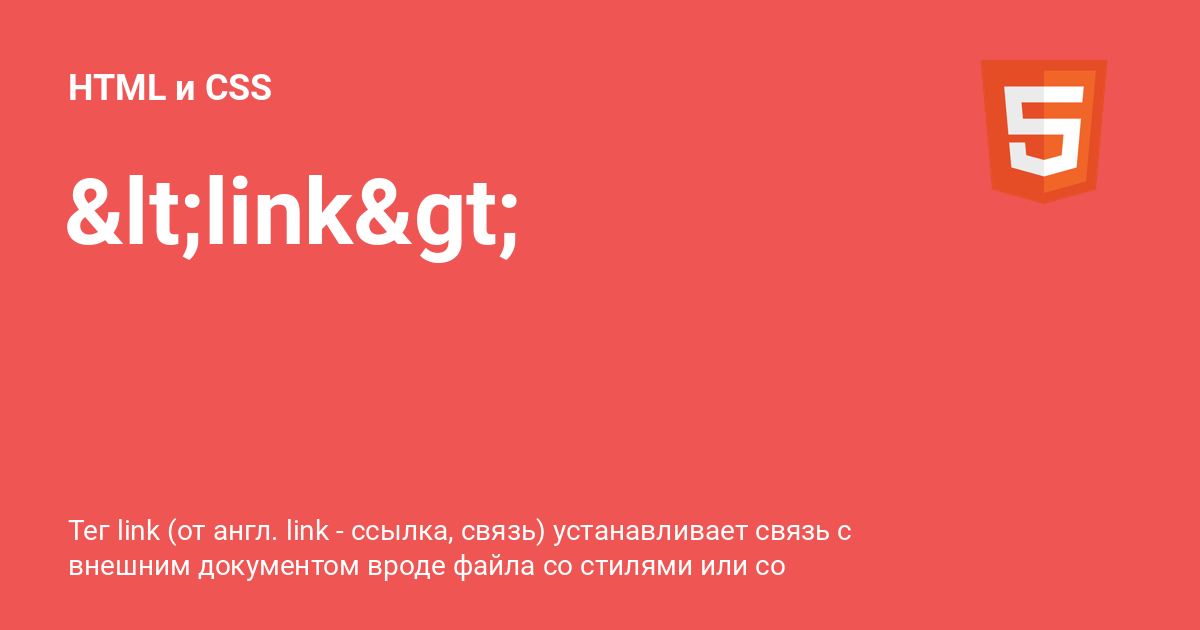 HTML и CSS
&lt;link&gt;
Тег link (от англ. link - ссылка, связь) устанавливает связь с
внешним документом вроде файла со стилями или со